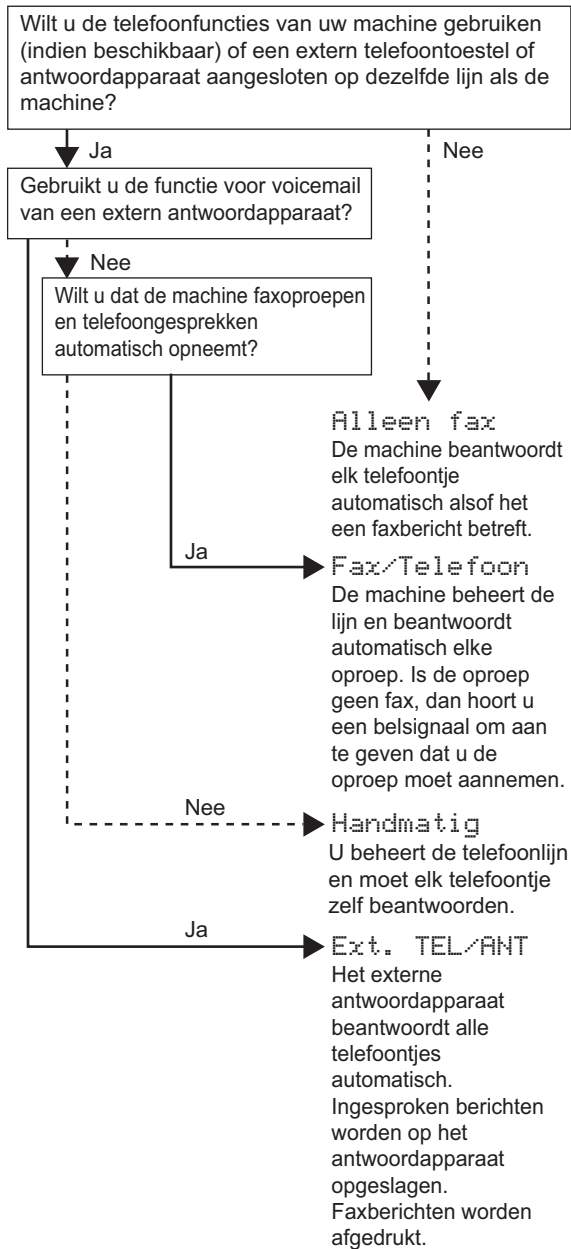 Wilt u de telefoonfuncties van uw machine gebruiken
(indien beschikbaar) of een extern telefoontoestel of
antwoordapparaat aangesloten op dezelfde lijn als de
machine?
Ja
Nee
Gebruikt u de functie voor voicemail
van een extern antwoordapparaat?
Nee
Wilt u dat de machine faxoproepen
en telefoongesprekken
automatisch opneemt?
Alleen fax
De machine beantwoordt
elk telefoontje
automatisch alsof het
een faxbericht betreft.
Ja
Fax/Telefoon
De machine beheert de
lijn en beantwoordt
automatisch elke
oproep. Is de oproep
geen fax, dan hoort u
een belsignaal om aan
te geven dat u de
oproep moet aannemen.
Nee
Handmatig
U beheert de telefoonlijn
en moet elk telefoontje
zelf beantwoorden.
Ja
Ext. TEL/ANT
Het externe
antwoordapparaat
beantwoordt alle
telefoontjes
automatisch.
Ingesproken berichten
worden op het
antwoordapparaat
opgeslagen.
Faxberichten worden
afgedrukt.